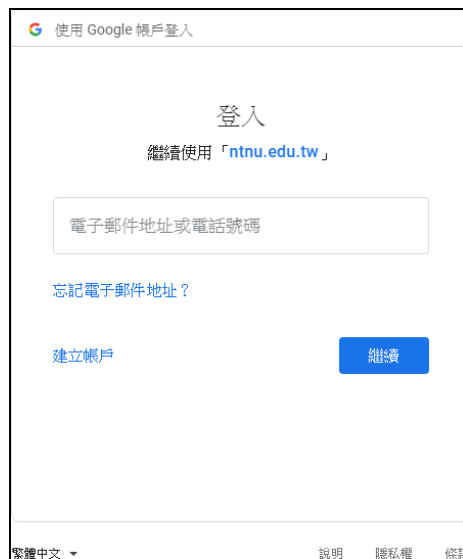 使用 Google 帳戶登入
登入
繼續使用「ntnu.edu.tw」
電子郵件地址或電話號碼
忘記電子郵件地址？
建立帳戶 繼續
繁體中文 說明 隱私權